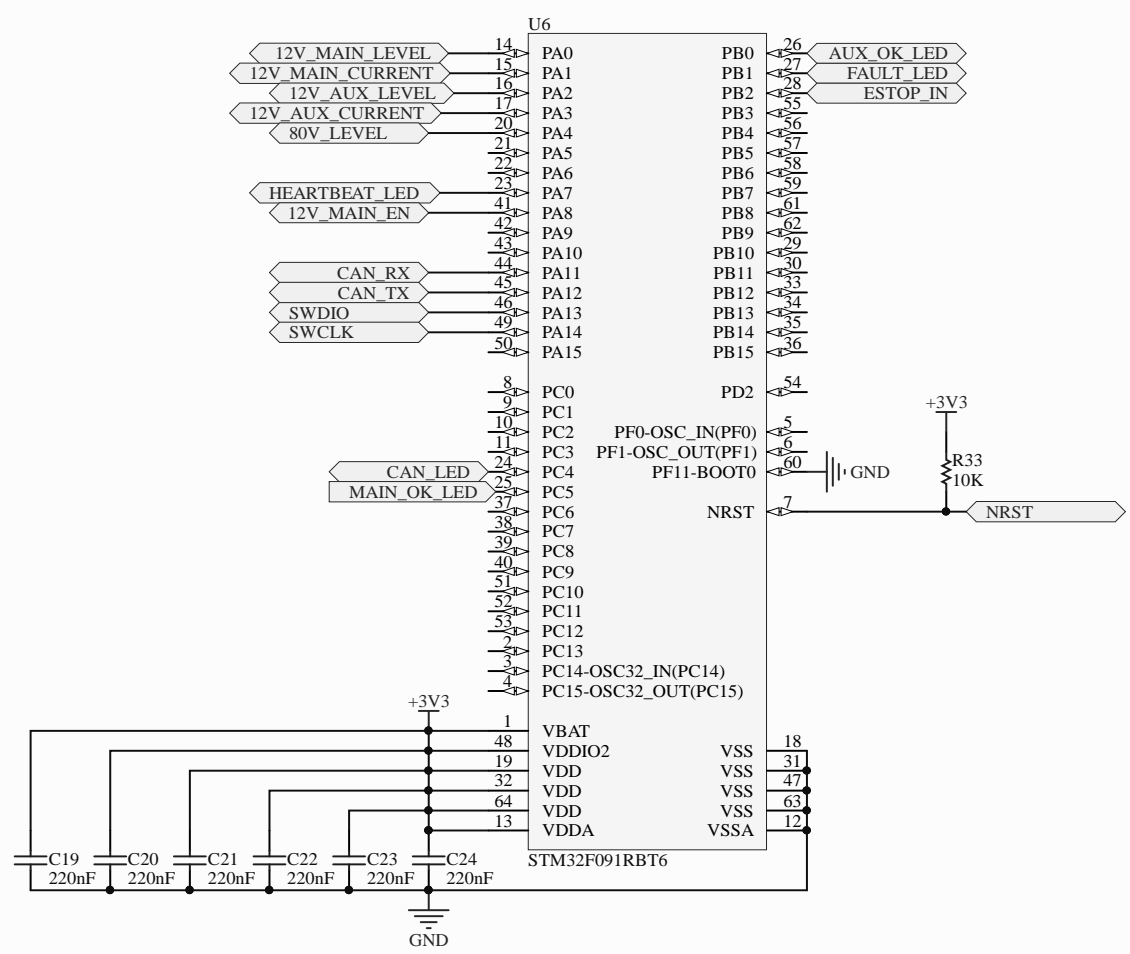 U6
12V_MAIN_LEVEL 14 PA0 PB0 26 AUX_OK_LED
12V_MAIN_CURRENT 15 PA1 PB1 27 FAULT_LED
12V_AUX_LEVEL 16 PA2 PB2 28 ESTOP_IN
12V_AUX_CURRENT 17 PA3 PB3 55
80V_LEVEL 20 PA4 PB4 56
21 PA5 PB5 57
22 PA6 PB6 58
HEARTBEAT_LED 23 PA7 PB7 59
12V_MAIN_EN 41 PA8 PB8 61
42 PA9 PB9 62
43 PA10 PB10 29
CAN_RX 44 PA11 PB11 30
CAN_TX 45 PA12 PB12 33
SWDIO 46 PA13 PB13 34
SWCLK 49 PA14 PB14 35
50 PA15 PB15 36
8 PC0 PD2 54
+3V3
9 PC1
10 PC2 PF0-OSC_IN(PF0) 5
11 PC3 PF1-OSC_OUT(PF1) 6
R33
CAN_LED 24 PC4 PF11-BOOT0 60 GND
10K
MAIN_OK_LED 25 PC5
37 PC6 NRST 7 NRST
38 PC7
39 PC8
40 PC9
51 PC10
52 PC11
53 PC12
2 PC13
3 PC14-OSC32_IN(PC14)
4 PC15-OSC32_OUT(PC15)
+3V3
1 VBAT
48 VDDIO2 VSS 18
19 VDD VSS 31
32 VDD VSS 47
64 VDD VSS 63
13 VDDA VSSA 12
C19 C20 C21 C22 C23 C24 STM32F091RBT6
220nF 220nF 220nF 220nF 220nF 220nF
GND